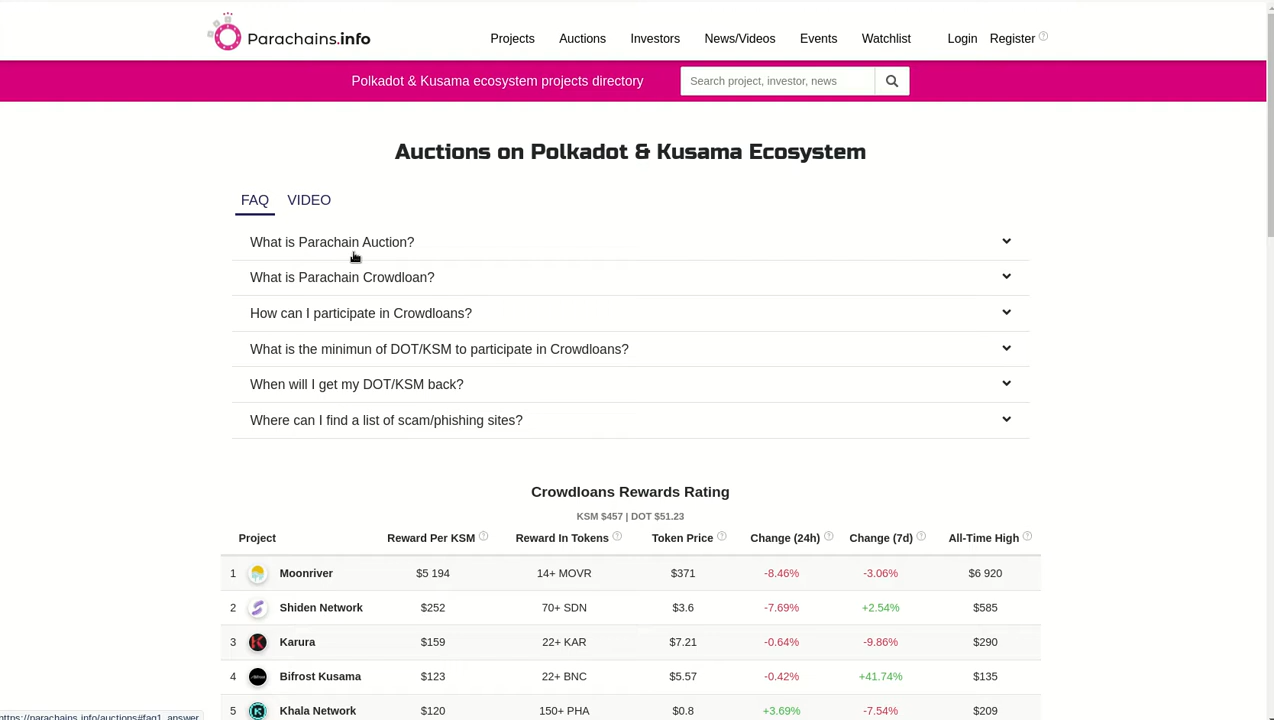 Parachains.info
Projects Auctions Investors News/Videos Events Watchlist Login Register
Polkadot & Kusama ecosystem projects directory Search project, investor, news
Auctions on Polkadot & Kusama Ecosystem
FAQ VIDEO
What is Parachain Auction?
What is Parachain Crowdloan?
How can I participate in Crowdloans?
What is the minimun of DOT/KSM to participate in Crowdloans?
When will I get my DOT/KSM back?
Where can I find a list of scam/phishing sites?
Crowdloans Rewards Rating
KSM $457 | DOT $51.23
Project Reward Per KSM Reward In Tokens Token Price Change (24h) Change (7d) All-Time High
1 Moonriver $5 194 14+ MOVR $371 -8.46% -3.06% $6 920
2 Shiden Network $252 70+ SDN $3.6 -7.69% +2.54% $585
3 Karura $159 22+ KAR $7.21 -0.64% -9.86% $290
4 Bifrost Kusama $123 22+ BNC $5.57 -0.42% +41.74% $135
5 Khala Network $120 150+ PHA $0.8 +3.69% -7.54% $209
https://parachains.info/auctions#faq1_answer